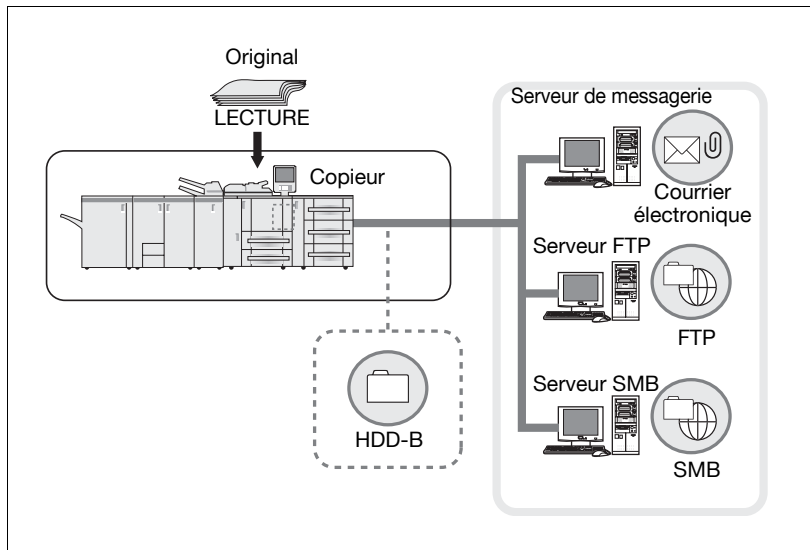 Original
LECTURE
Copieur
HDD-B
Serveur de messagerie
Courrier
électronique
Serveur FTP
FTP
Serveur SMB
SMB